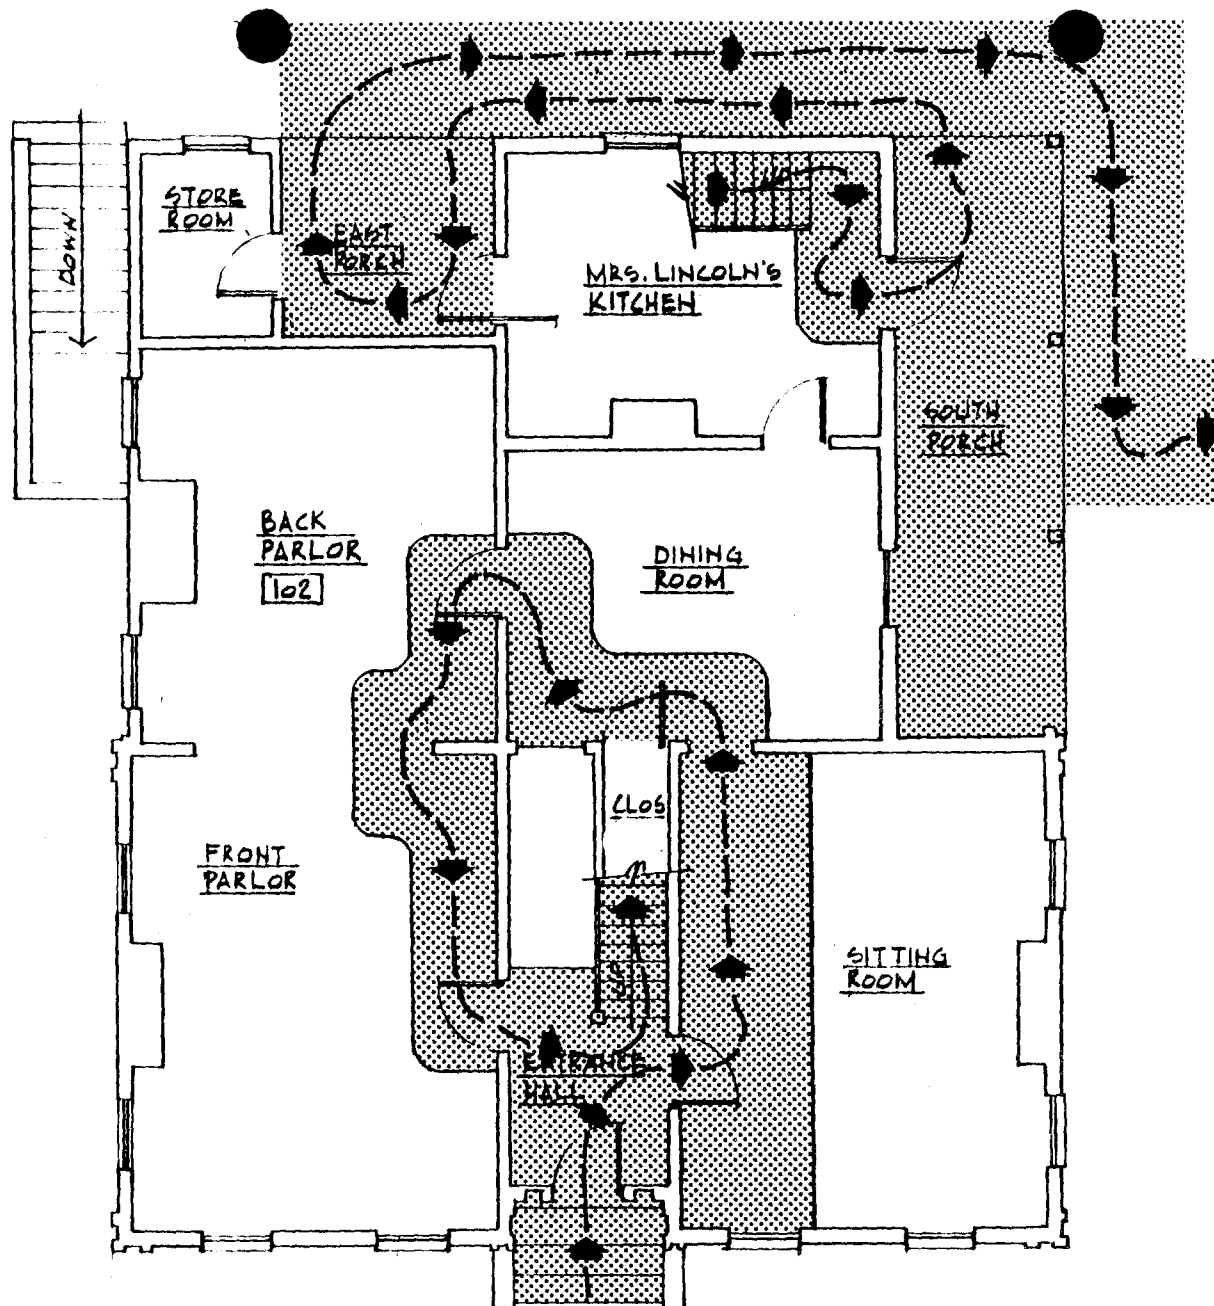 STORE
ROOM
DOWN
EAST
PORCH
UP
MRS. LINCOLN'S
KITCHEN
SOUTH
PORCH
BACK
PARLOR
102
DINING
ROOM
CLOS
FRONT
PARLOR
SITTING
ROOM
UP
ENTRANCE
HALL